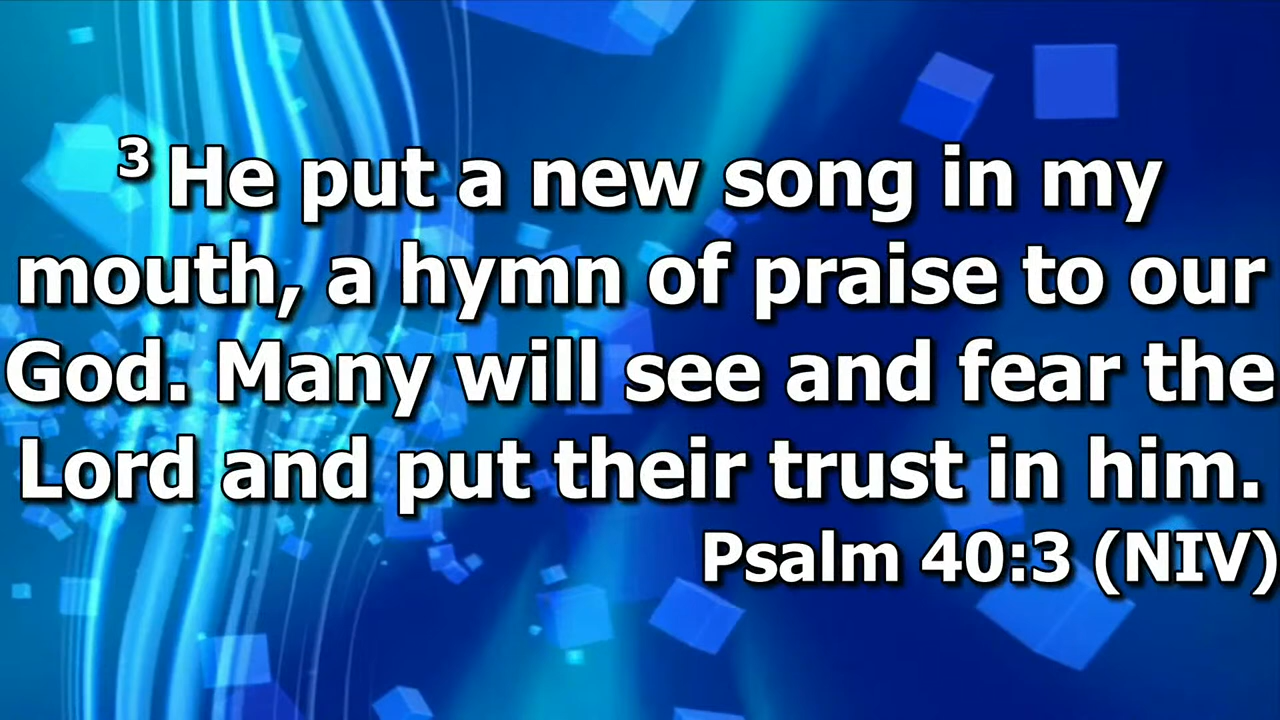 ³ He put a new song in my
mouth, a hymn of praise to our
God. Many will see and fear the
Lord and put their trust in him.
Psalm 40:3 (NIV)